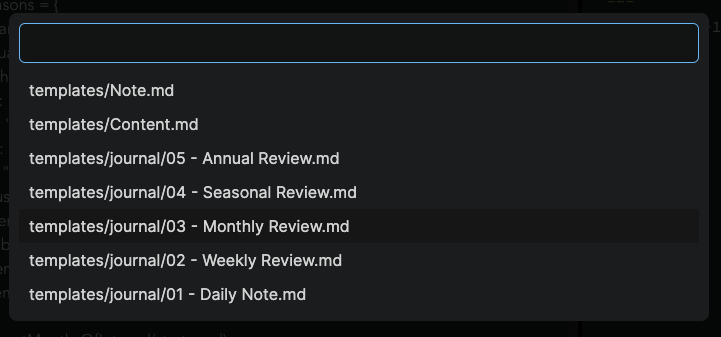 sons = {
templates/Note.md
templates/Content.md
templates/journal/05 - Annual Review.md
templates/journal/04 - Seasonal Review.md
templates/journal/03 - Monthly Review.md
templates/journal/02 - Weekly Review.md
templates/journal/01 - Daily Note.md